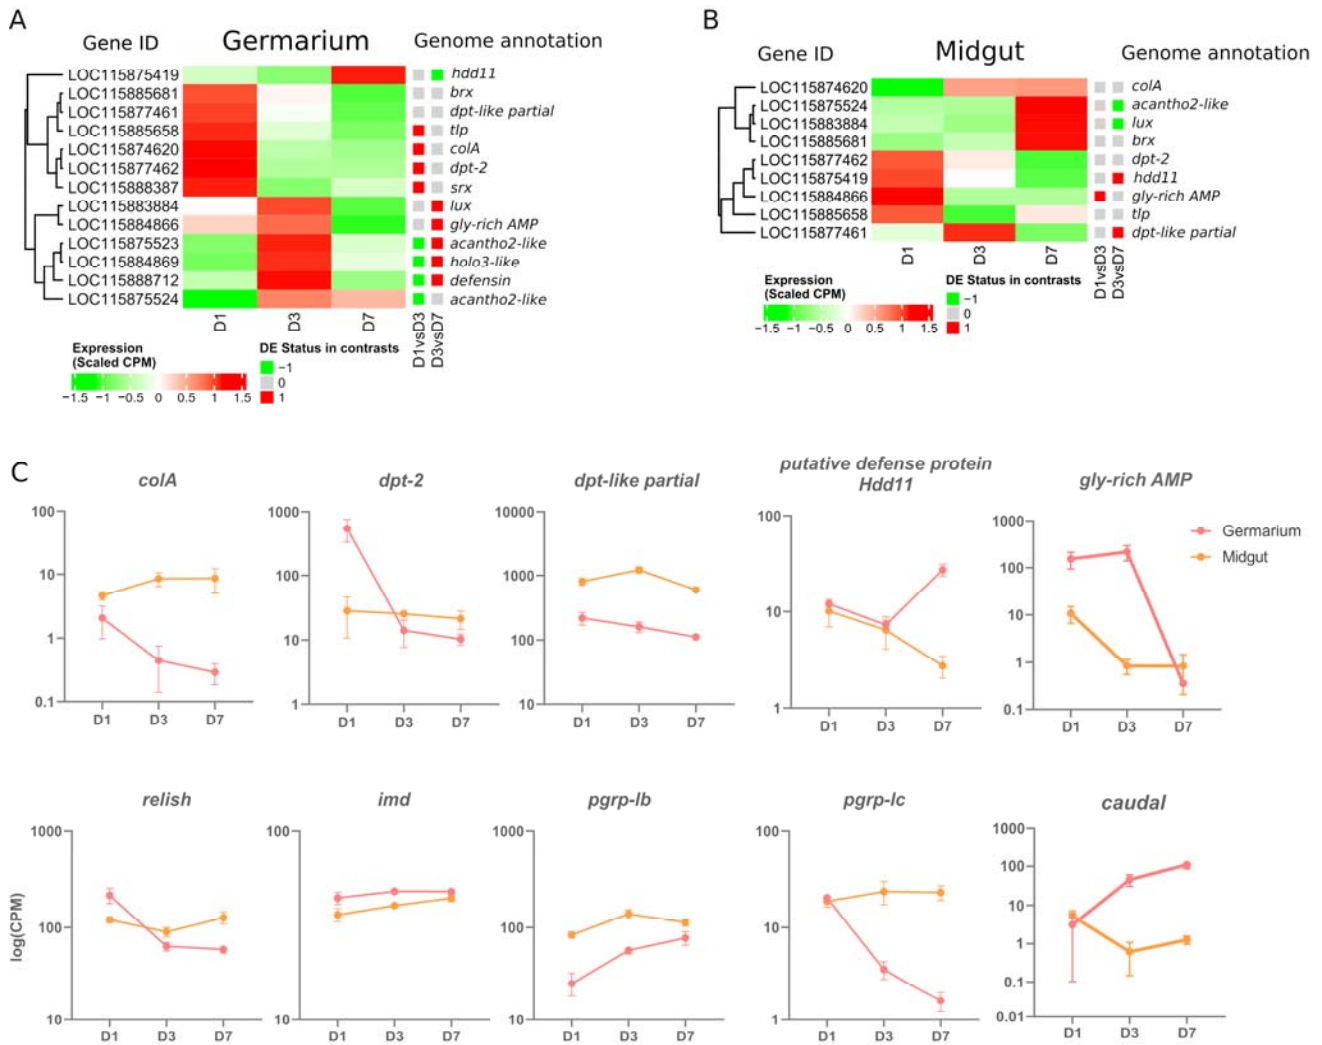 A
Gene ID
Germarium
Genome annotation
LOC115875419
hdd11
LOC115885681
brx
LOC115877461
dpt-like partial
LOC115885658
tlp
LOC115874620
colA
LOC115877462
dpt-2
LOC115888387
srx
LOC115883884
lux
LOC115884866
gly-rich AMP
LOC115875523
acantho2-like
LOC115884869
holo3-like
LOC115888712
defensin
LOC115875524
acantho2-like
D1
D3
D7
D1vsD3
D3vsD7
Expression
(Scaled CPM)
−1.5 −1 −0.5 0 0.5 1 1.5
DE Status in contrasts
−1
0
1
B
Gene ID
Midgut
Genome annotation
LOC115874620
colA
LOC115875524
acantho2-like
LOC115883884
lux
LOC115885681
brx
LOC115877462
dpt-2
LOC115875419
hdd11
LOC115884866
gly-rich AMP
LOC115885658
tlp
LOC115877461
dpt-like partial
D1
D3
D7
D1vsD3
D3vsD7
Expression
(Scaled CPM)
−1.5 −1 −0.5 0 0.5 1 1.5
DE Status in contrasts
−1
0
1
C
colA
100
10
1
0.1
D1 D3 D7
dpt-2
1000
100
10
1
D1 D3 D7
dpt-like partial
10000
1000
100
10
D1 D3 D7
putative defense protein
Hdd11
100
10
1
D1 D3 D7
gly-rich AMP
1000
100
10
1
0.1
D1 D3 D7
Germarium
Midgut
log(CPM)
relish
1000
100
10
D1 D3 D7
imd
100
10
D1 D3 D7
pgrp-lb
1000
100
10
D1 D3 D7
pgrp-lc
100
10
1
D1 D3 D7
caudal
1000
100
10
1
0.1
0.01
D1 D3 D7